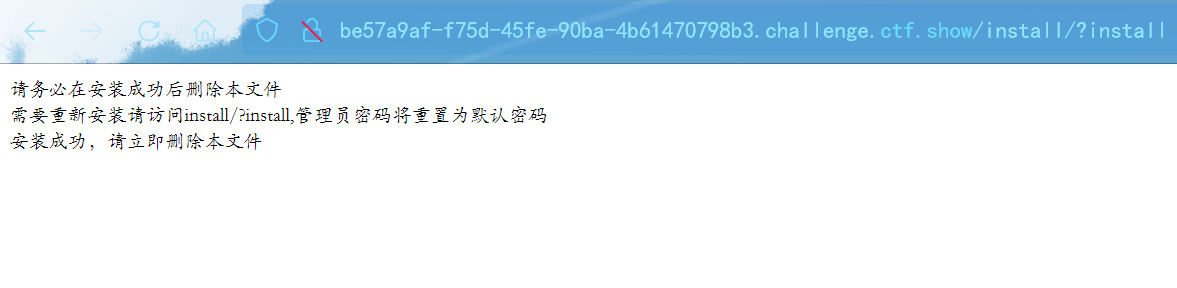 be57a9af-f75d-45fe-90ba-4b61470798b3.challenge.ctf.show/install/?install
请务必在安装成功后删除本文件
需要重新安装请访问install/?install,管理员密码将重置为默认密码
安装成功，请立即删除本文件